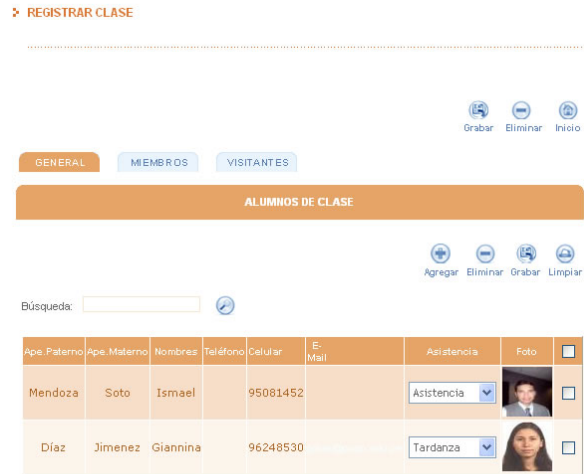 REGISTRAR CLASE
Grabar Eliminar Inicio
GENERAL MIEMBROS VISITANTES
ALUMNOS DE CLASE
Agregar Eliminar Grabar Limpiar
Búsqueda:
Ape.Paterno Ape.Materno Nombres Teléfono Celular E-Mail Asistencia Foto
Mendoza Soto Ismael 95081452 Asistencia
Díaz Jimenez Giannina 96248530 Tardanza